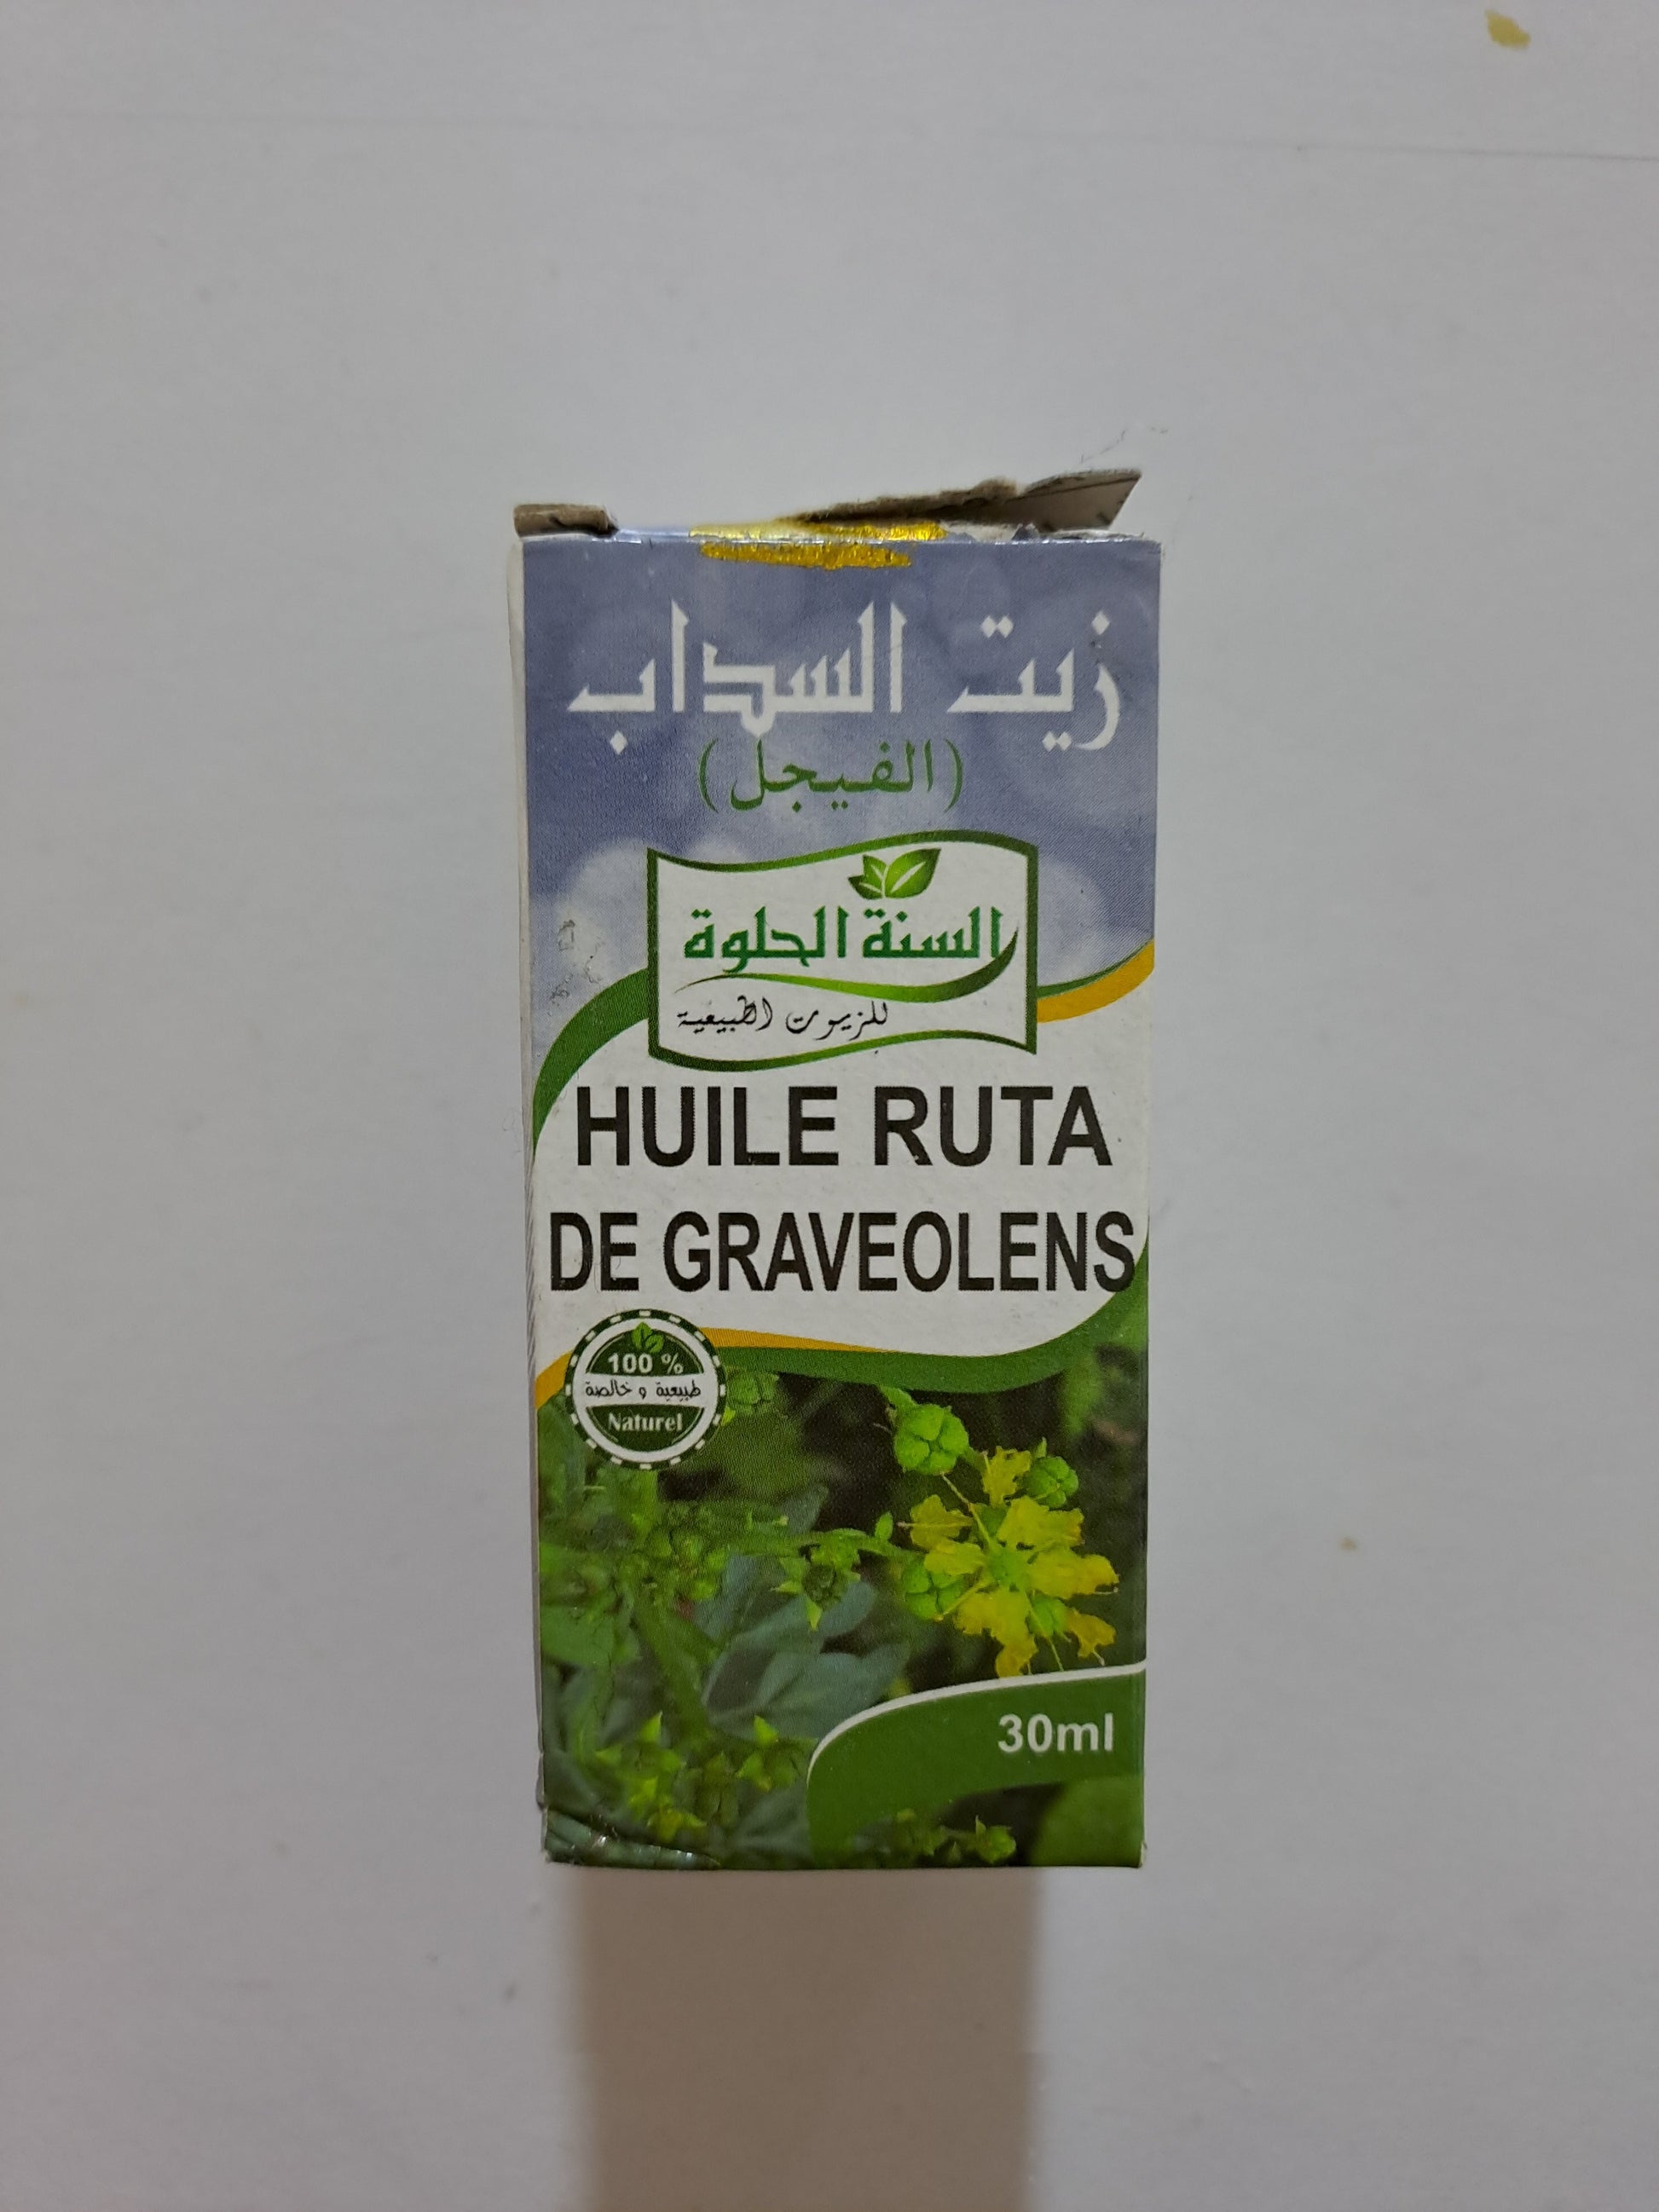 زيت السداب
(الفيجل)
السنة الحلوة
للزيوت الطبيعية
HUILE RUTA
DE GRAVEOLENS
100 %
طبيعية و خالصة
Naturel
30ml